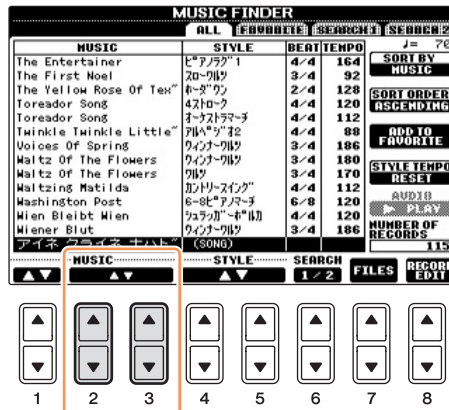 MUSIC FINDER
ALL FAVORITE SEARCH 1 SEARCH 2
MUSIC STYLE BEAT TEMPO
The Entertainer ピアノラグ1 4/4 164
The First Noel スローワルツ 3/4 92
The Yellow Rose Of Tex~ ホーダウン 2/4 128
Toreador Song 4ストローク 4/4 120
Toreador Song オーケストラマーチ 4/4 112
Twinkle Twinkle Little~ アルペジオ2 4/4 88
Voices Of Spring ウィンナーワルツ 3/4 186
Waltz Of The Flowers ウィンナーワルツ 3/4 180
Waltz Of The Flowers ワルツ 3/4 170
Waltzing Matilda カントリースイング 4/4 112
Washington Post 6-8ピアノマーチ 6/8 120
Wien Bleibt Wien シュラッガーポルカ 4/4 120
Wiener Blut ウィンナーワルツ 3/4 186
アイネ クライネ ナハト~ (SONG)
♩= 70
SORT BY
MUSIC
SORT ORDER
ASCENDING
ADD TO
FAVORITE
STYLE TEMPO
RESET
AUDIO
▶ PLAY
NUMBER OF
RECORDS
115
MUSIC STYLE SEARCH
▲▼ ▲▼ ▲▼ 1/2 FILES RECORD EDIT
1 2 3 4 5 6 7 8